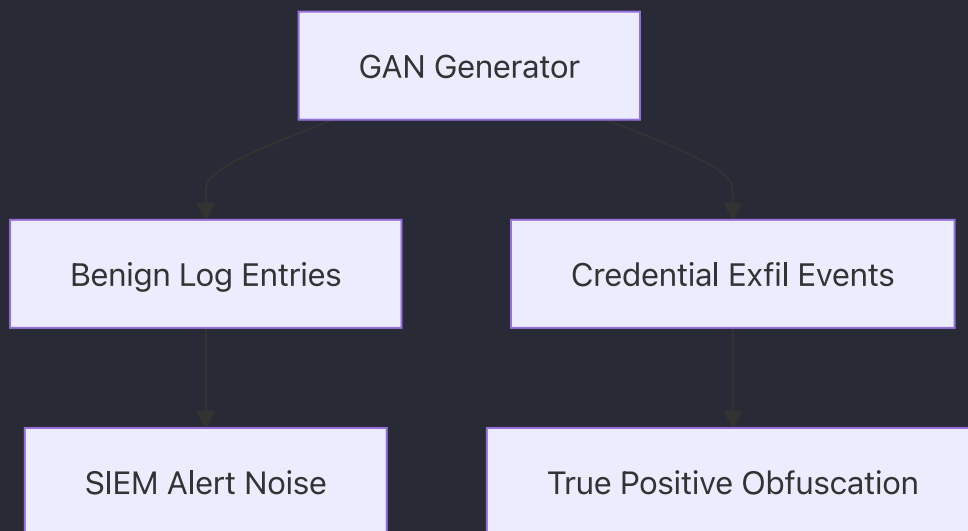 GAN Generator
Benign Log Entries
Credential Exfil Events
SIEM Alert Noise
True Positive Obfuscation